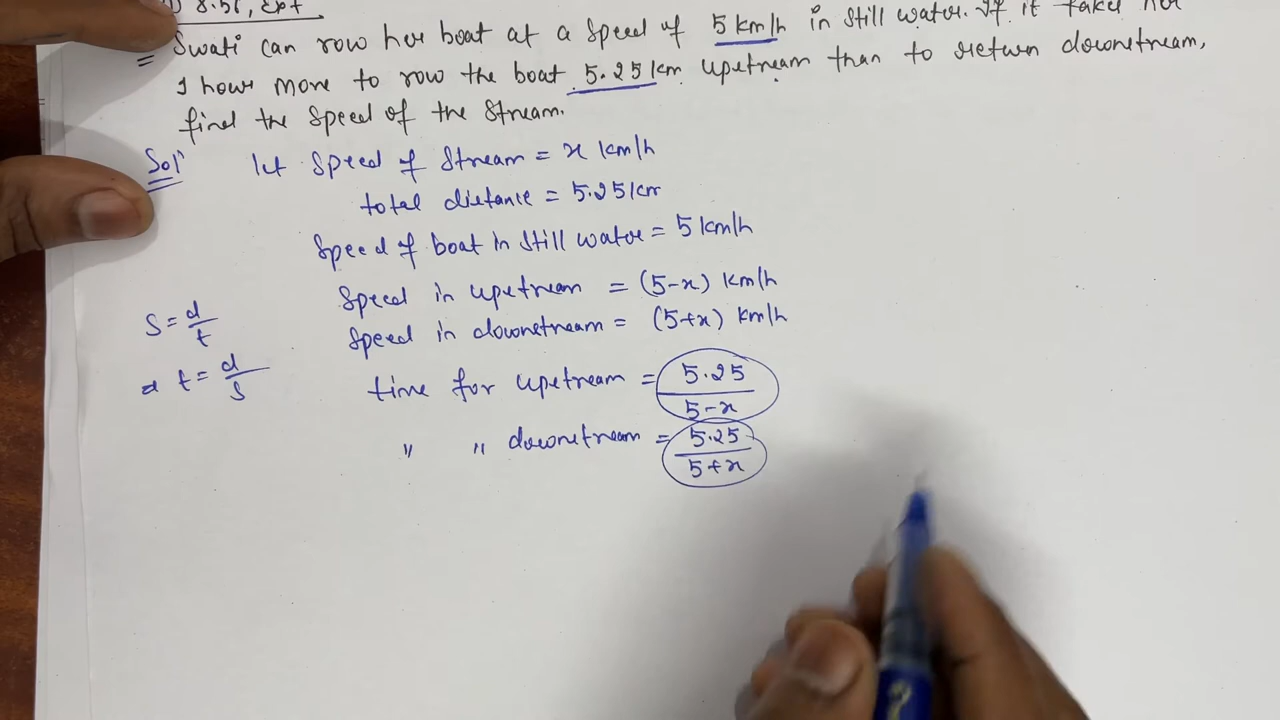 8.56, Ex4
Swati can row her boat at a speed of 5 km/h in still water. If it takes her
1 hour more to row the boat 5.25 km upstream than to return downstream,
find the speed of the stream.
Sol let speed of stream = x km/h
total distance = 5.25 km
Speed of boat in still water = 5 km/h
Speed in upstream = (5-x) km/h
S = d/t
Speed in downstream = (5+x) km/h
t = d/s
time for upstream = 5.25/5-x
" " downstream = 5.25/5+x